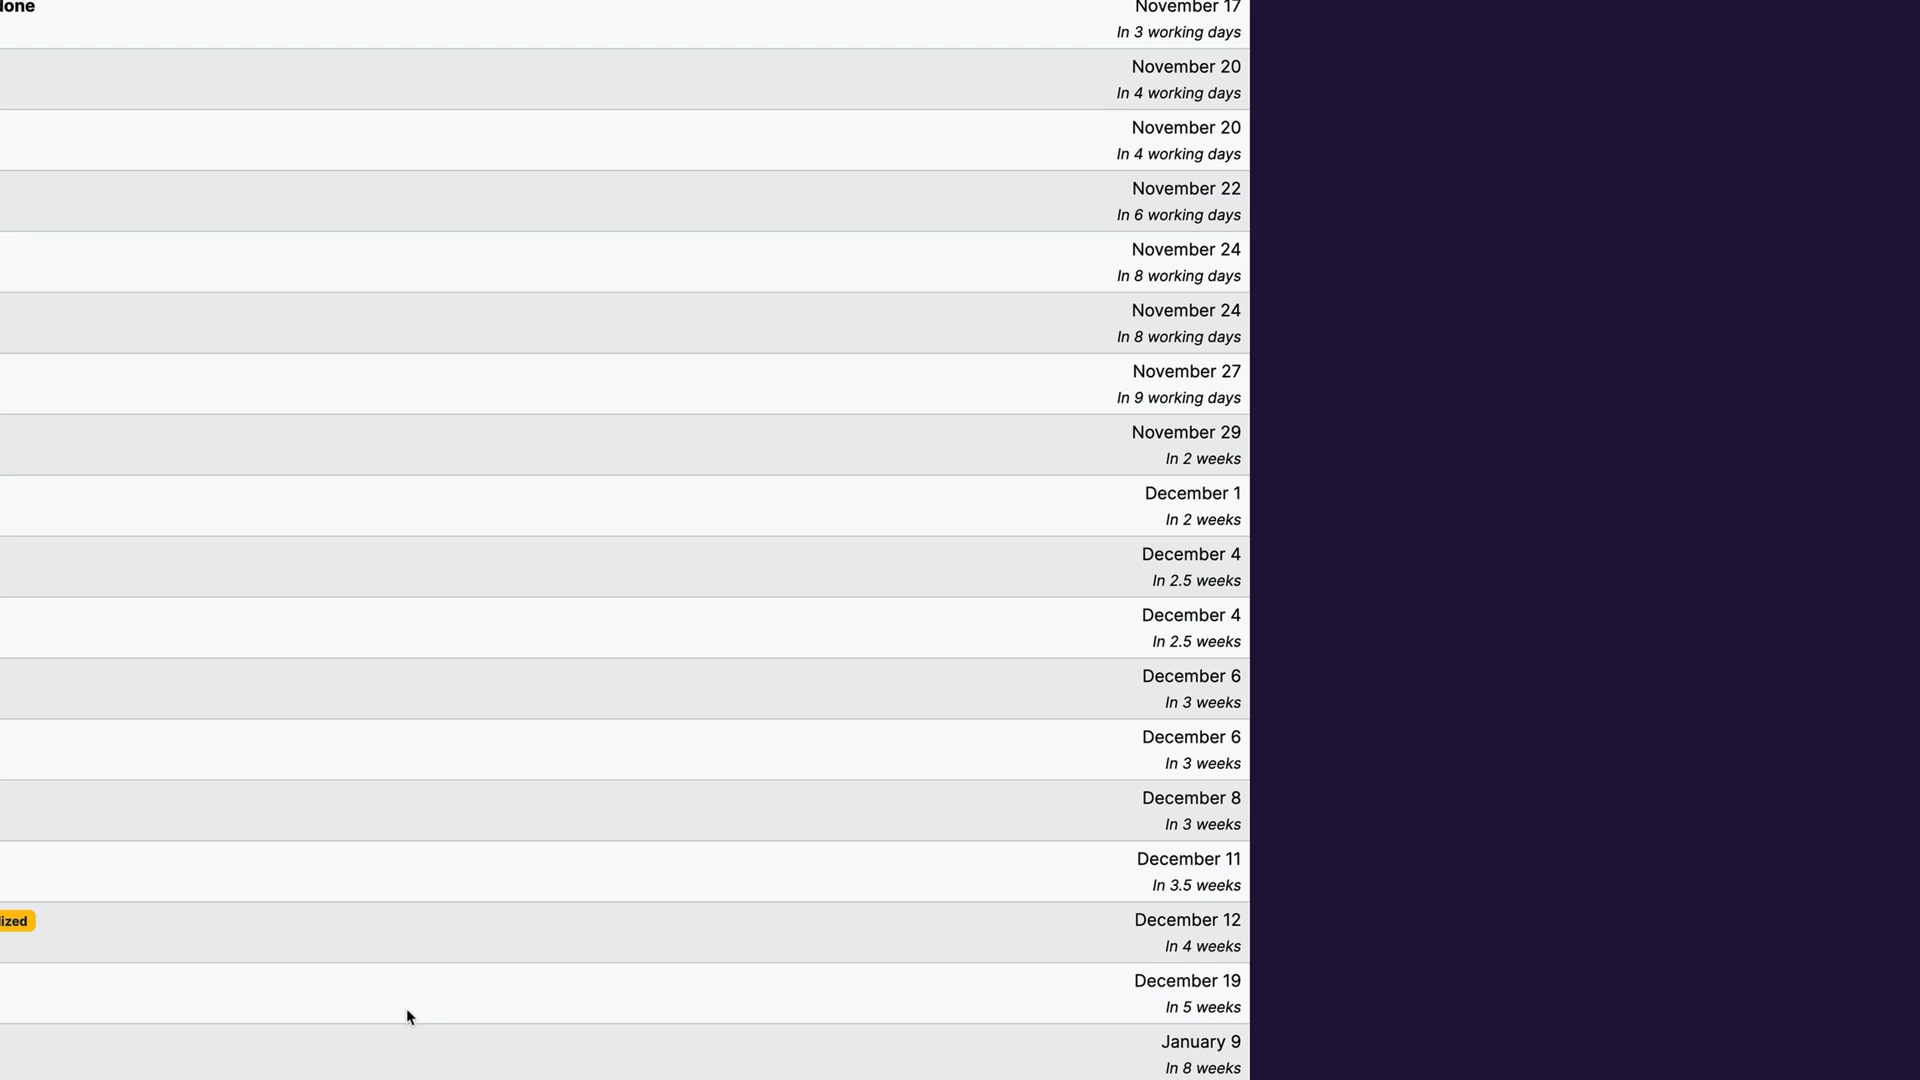 done
November 17
In 3 working days
November 20
In 4 working days
November 20
In 4 working days
November 22
In 6 working days
November 24
In 8 working days
November 24
In 8 working days
November 27
In 9 working days
November 29
In 2 weeks
December 1
In 2 weeks
December 4
In 2.5 weeks
December 4
In 2.5 weeks
December 6
In 3 weeks
December 6
In 3 weeks
December 8
In 3 weeks
December 11
In 3.5 weeks
lized
December 12
In 4 weeks
December 19
In 5 weeks
January 9
In 8 weeks